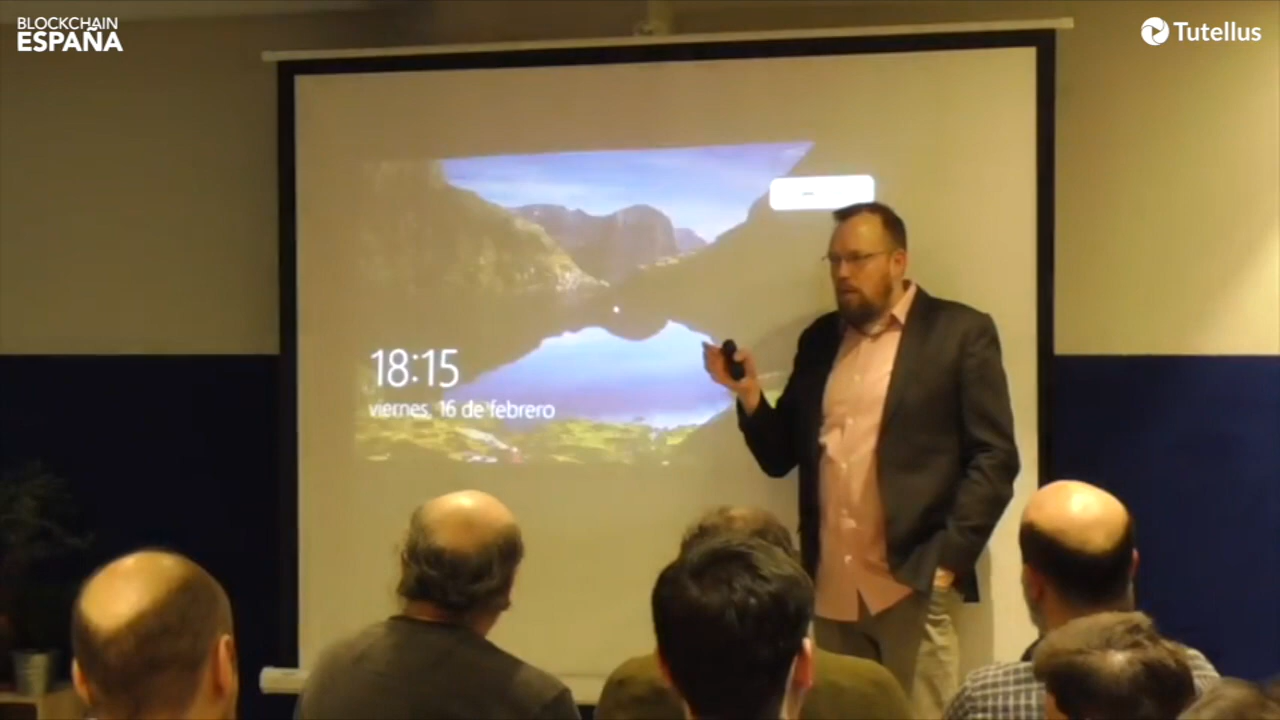 BLOCKCHAIN
ESPAÑA
Tutellus
18:15
viernes, 16 de febrero